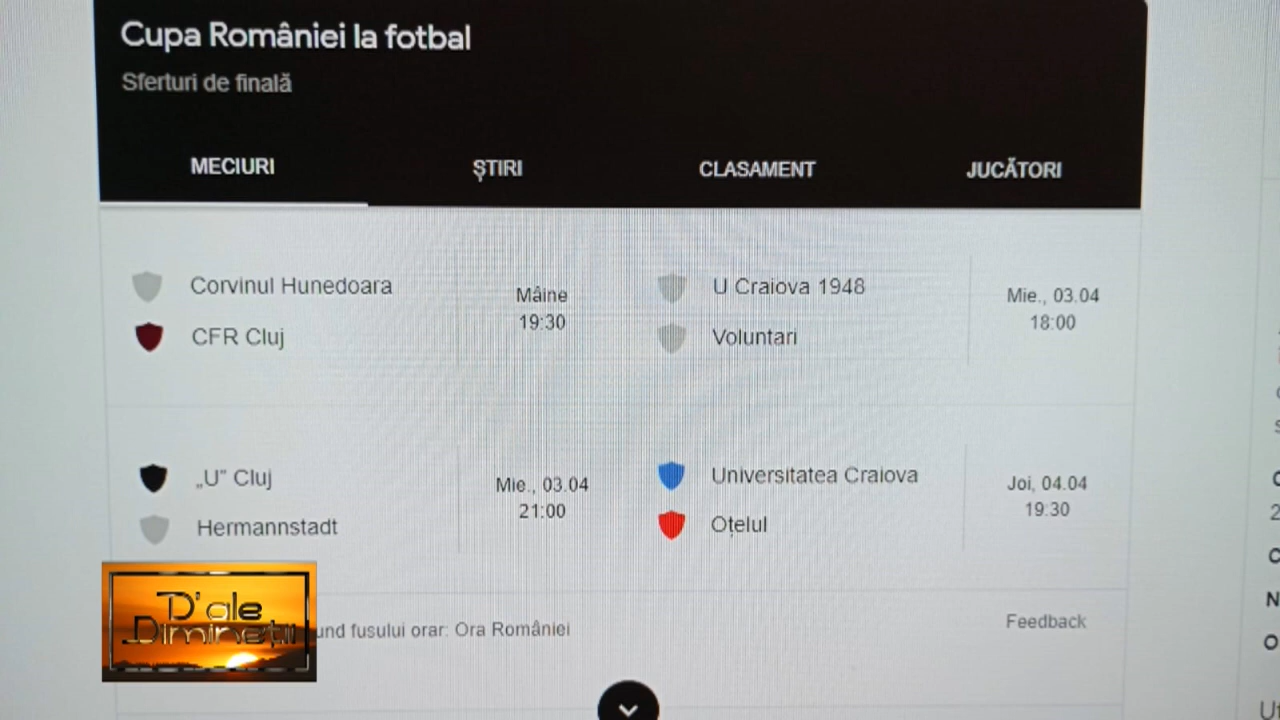 Cupa României la fotbal
Sferturi de finală
MECIURI
ȘTIRI
CLASAMENT
JUCĂTORI
Corvinul Hunedoara
CFR Cluj
Mâine
19:30
U Craiova 1948
Voluntari
Mie., 03.04
18:00
„U” Cluj
Hermannstadt
Mie., 03.04
21:00
Universitatea Craiova
Oțelul
Joi, 04.04
19:30
D'ale
Dimineții
fusului orar: Ora României
Feedback